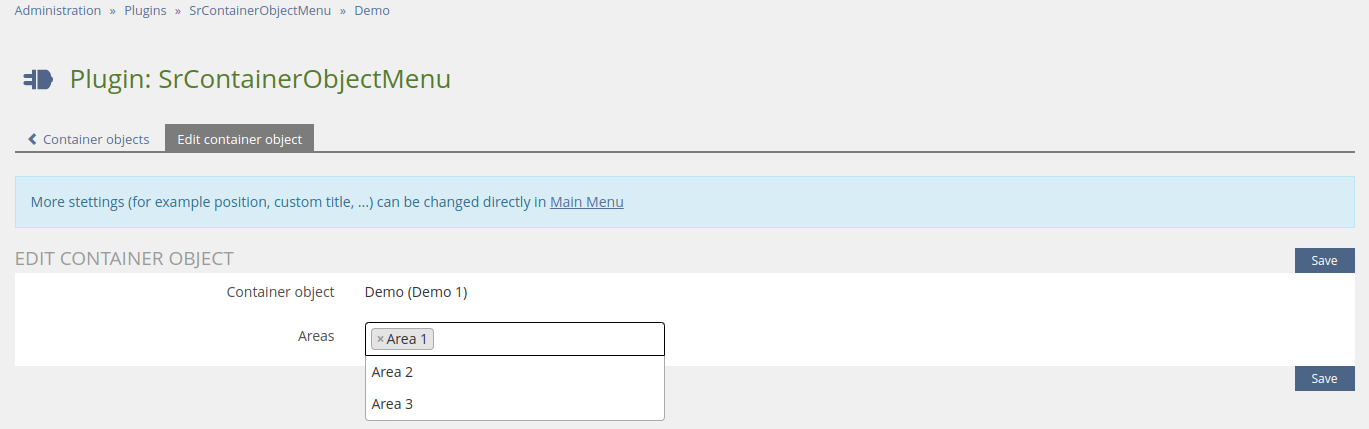 Administration » Plugins » SrContainerObjectMenu » Demo
Plugin: SrContainerObjectMenu
Container objects Edit container object
More stettings (for example position, custom title, ...) can be changed directly in Main Menu
EDIT CONTAINER OBJECT Save
Container object Demo (Demo 1)
Areas × Area 1
Area 2
Save
Area 3